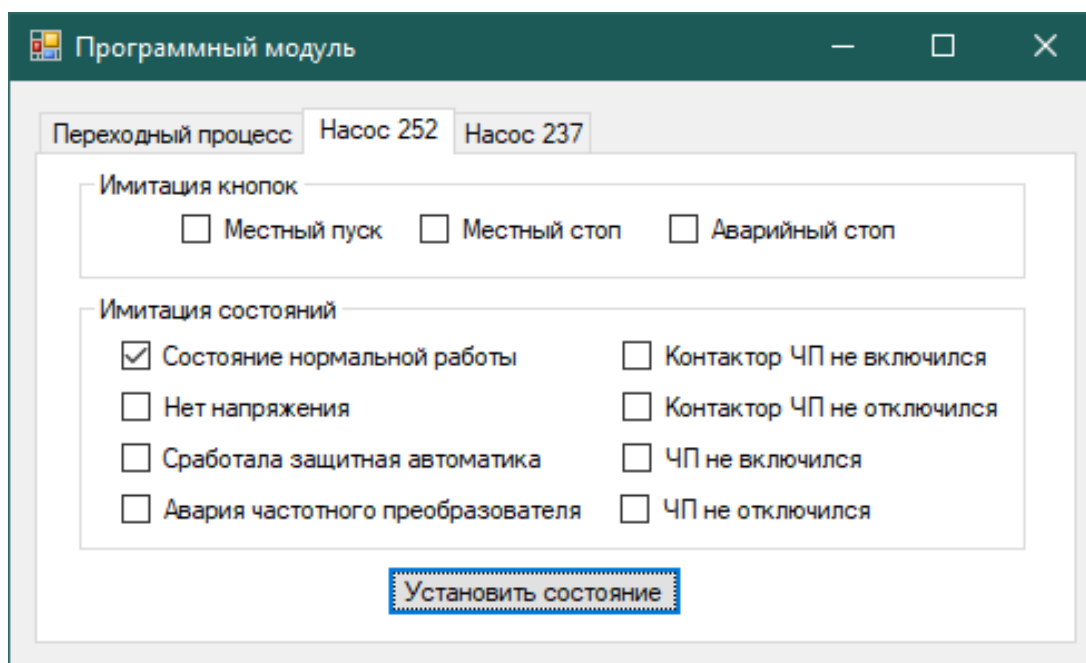 Программный модуль
Переходный процесс Насос 252 Насос 237
Имитация кнопок
Местный пуск Местный стоп Аварийный стоп
Имитация состояний
Состояние нормальной работы Контактор ЧП не включился
Нет напряжения Контактор ЧП не отключился
Сработала защитная автоматика ЧП не включился
Авария частотного преобразователя ЧП не отключился
Установить состояние